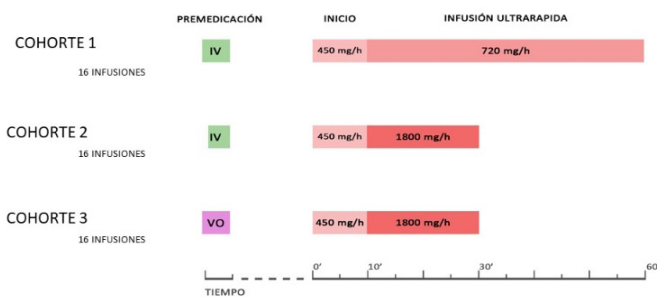 PREMEDICACIÓN INICIO INFUSIÓN ULTRARAPIDA
COHORTE 1
IV 450 mg/h 720 mg/h
16 INFUSIONES
COHORTE 2
IV 450 mg/h 1800 mg/h
16 INFUSIONES
COHORTE 3
VO 450 mg/h 1800 mg/h
16 INFUSIONES
0' 10' 30' 60
TIEMPO